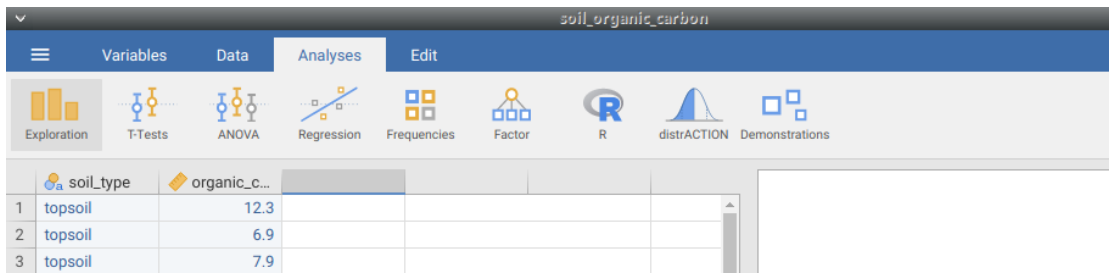 soil_organic_carbon
Variables Data Analyses Edit
Exploration T-Tests ANOVA Regression Frequencies Factor R distrACTION Demonstrations
soil_type organic_c...
1 topsoil 12.3
2 topsoil 6.9
3 topsoil 7.9